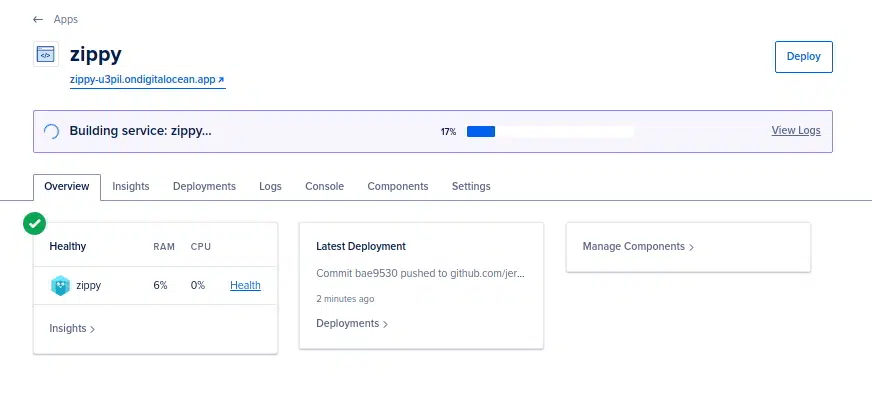 ← Apps
zippy
zippy-u3pil.ondigitalocean.app ↗
Deploy
Building service: zippy...
17%
View Logs
Overview Insights Deployments Logs Console Components Settings
Healthy RAM CPU
zippy 6% 0% Health
Insights >
Latest Deployment
Commit bae9530 pushed to github.com/jer...
2 minutes ago
Deployments >
Manage Components >